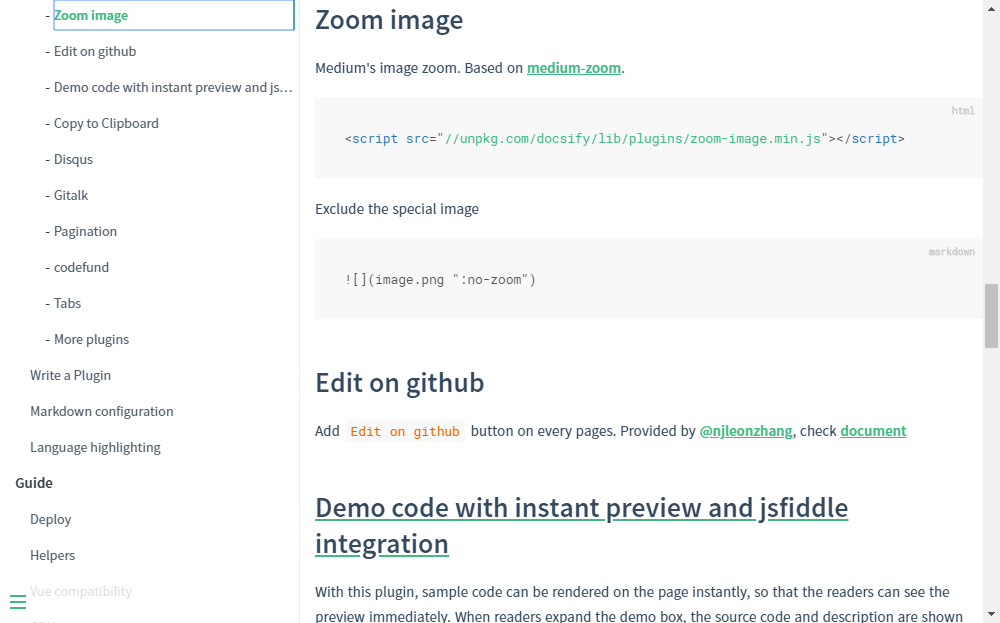 - Zoom image
- Edit on github
- Demo code with instant preview and js…
- Copy to Clipboard
- Disqus
- Gitalk
- Pagination
- codefund
- Tabs
- More plugins
Write a Plugin
Markdown configuration
Language highlighting
Guide
Deploy
Helpers
Vue compatibility
Zoom image
Medium's image zoom. Based on medium-zoom.
html
<script src="//unpkg.com/docsify/lib/plugins/zoom-image.min.js"></script>
Exclude the special image
markdown
![](image.png ":no-zoom")
Edit on github
Add Edit on github button on every pages. Provided by @njleonzhang, check document
Demo code with instant preview and jsfiddle
integration
With this plugin, sample code can be rendered on the page instantly, so that the readers can see the
preview immediately. When readers expand the demo box, the source code and description are shown